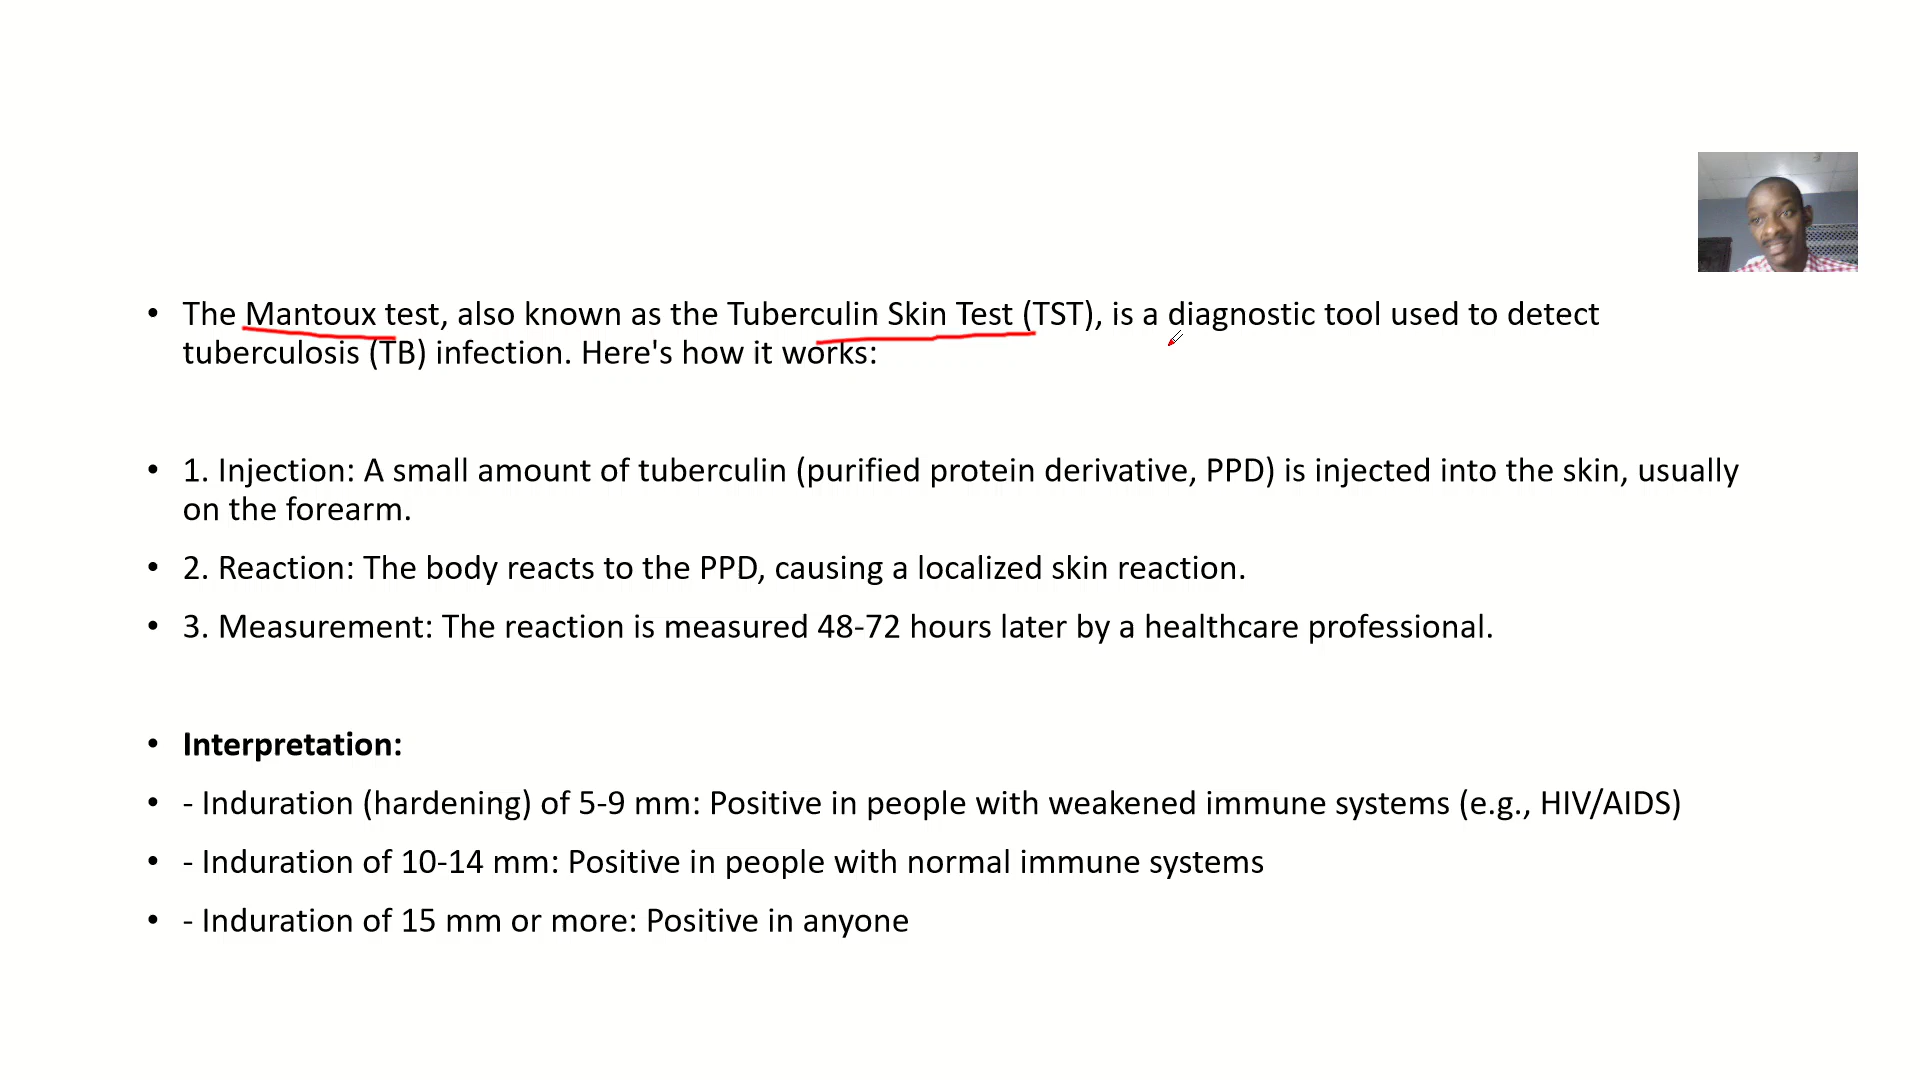 • The Mantoux test, also known as the Tuberculin Skin Test (TST), is a diagnostic tool used to detect
tuberculosis (TB) infection. Here's how it works:
• 1. Injection: A small amount of tuberculin (purified protein derivative, PPD) is injected into the skin, usually
on the forearm.
• 2. Reaction: The body reacts to the PPD, causing a localized skin reaction.
• 3. Measurement: The reaction is measured 48-72 hours later by a healthcare professional.
• Interpretation:
• - Induration (hardening) of 5-9 mm: Positive in people with weakened immune systems (e.g., HIV/AIDS)
• - Induration of 10-14 mm: Positive in people with normal immune systems
• - Induration of 15 mm or more: Positive in anyone